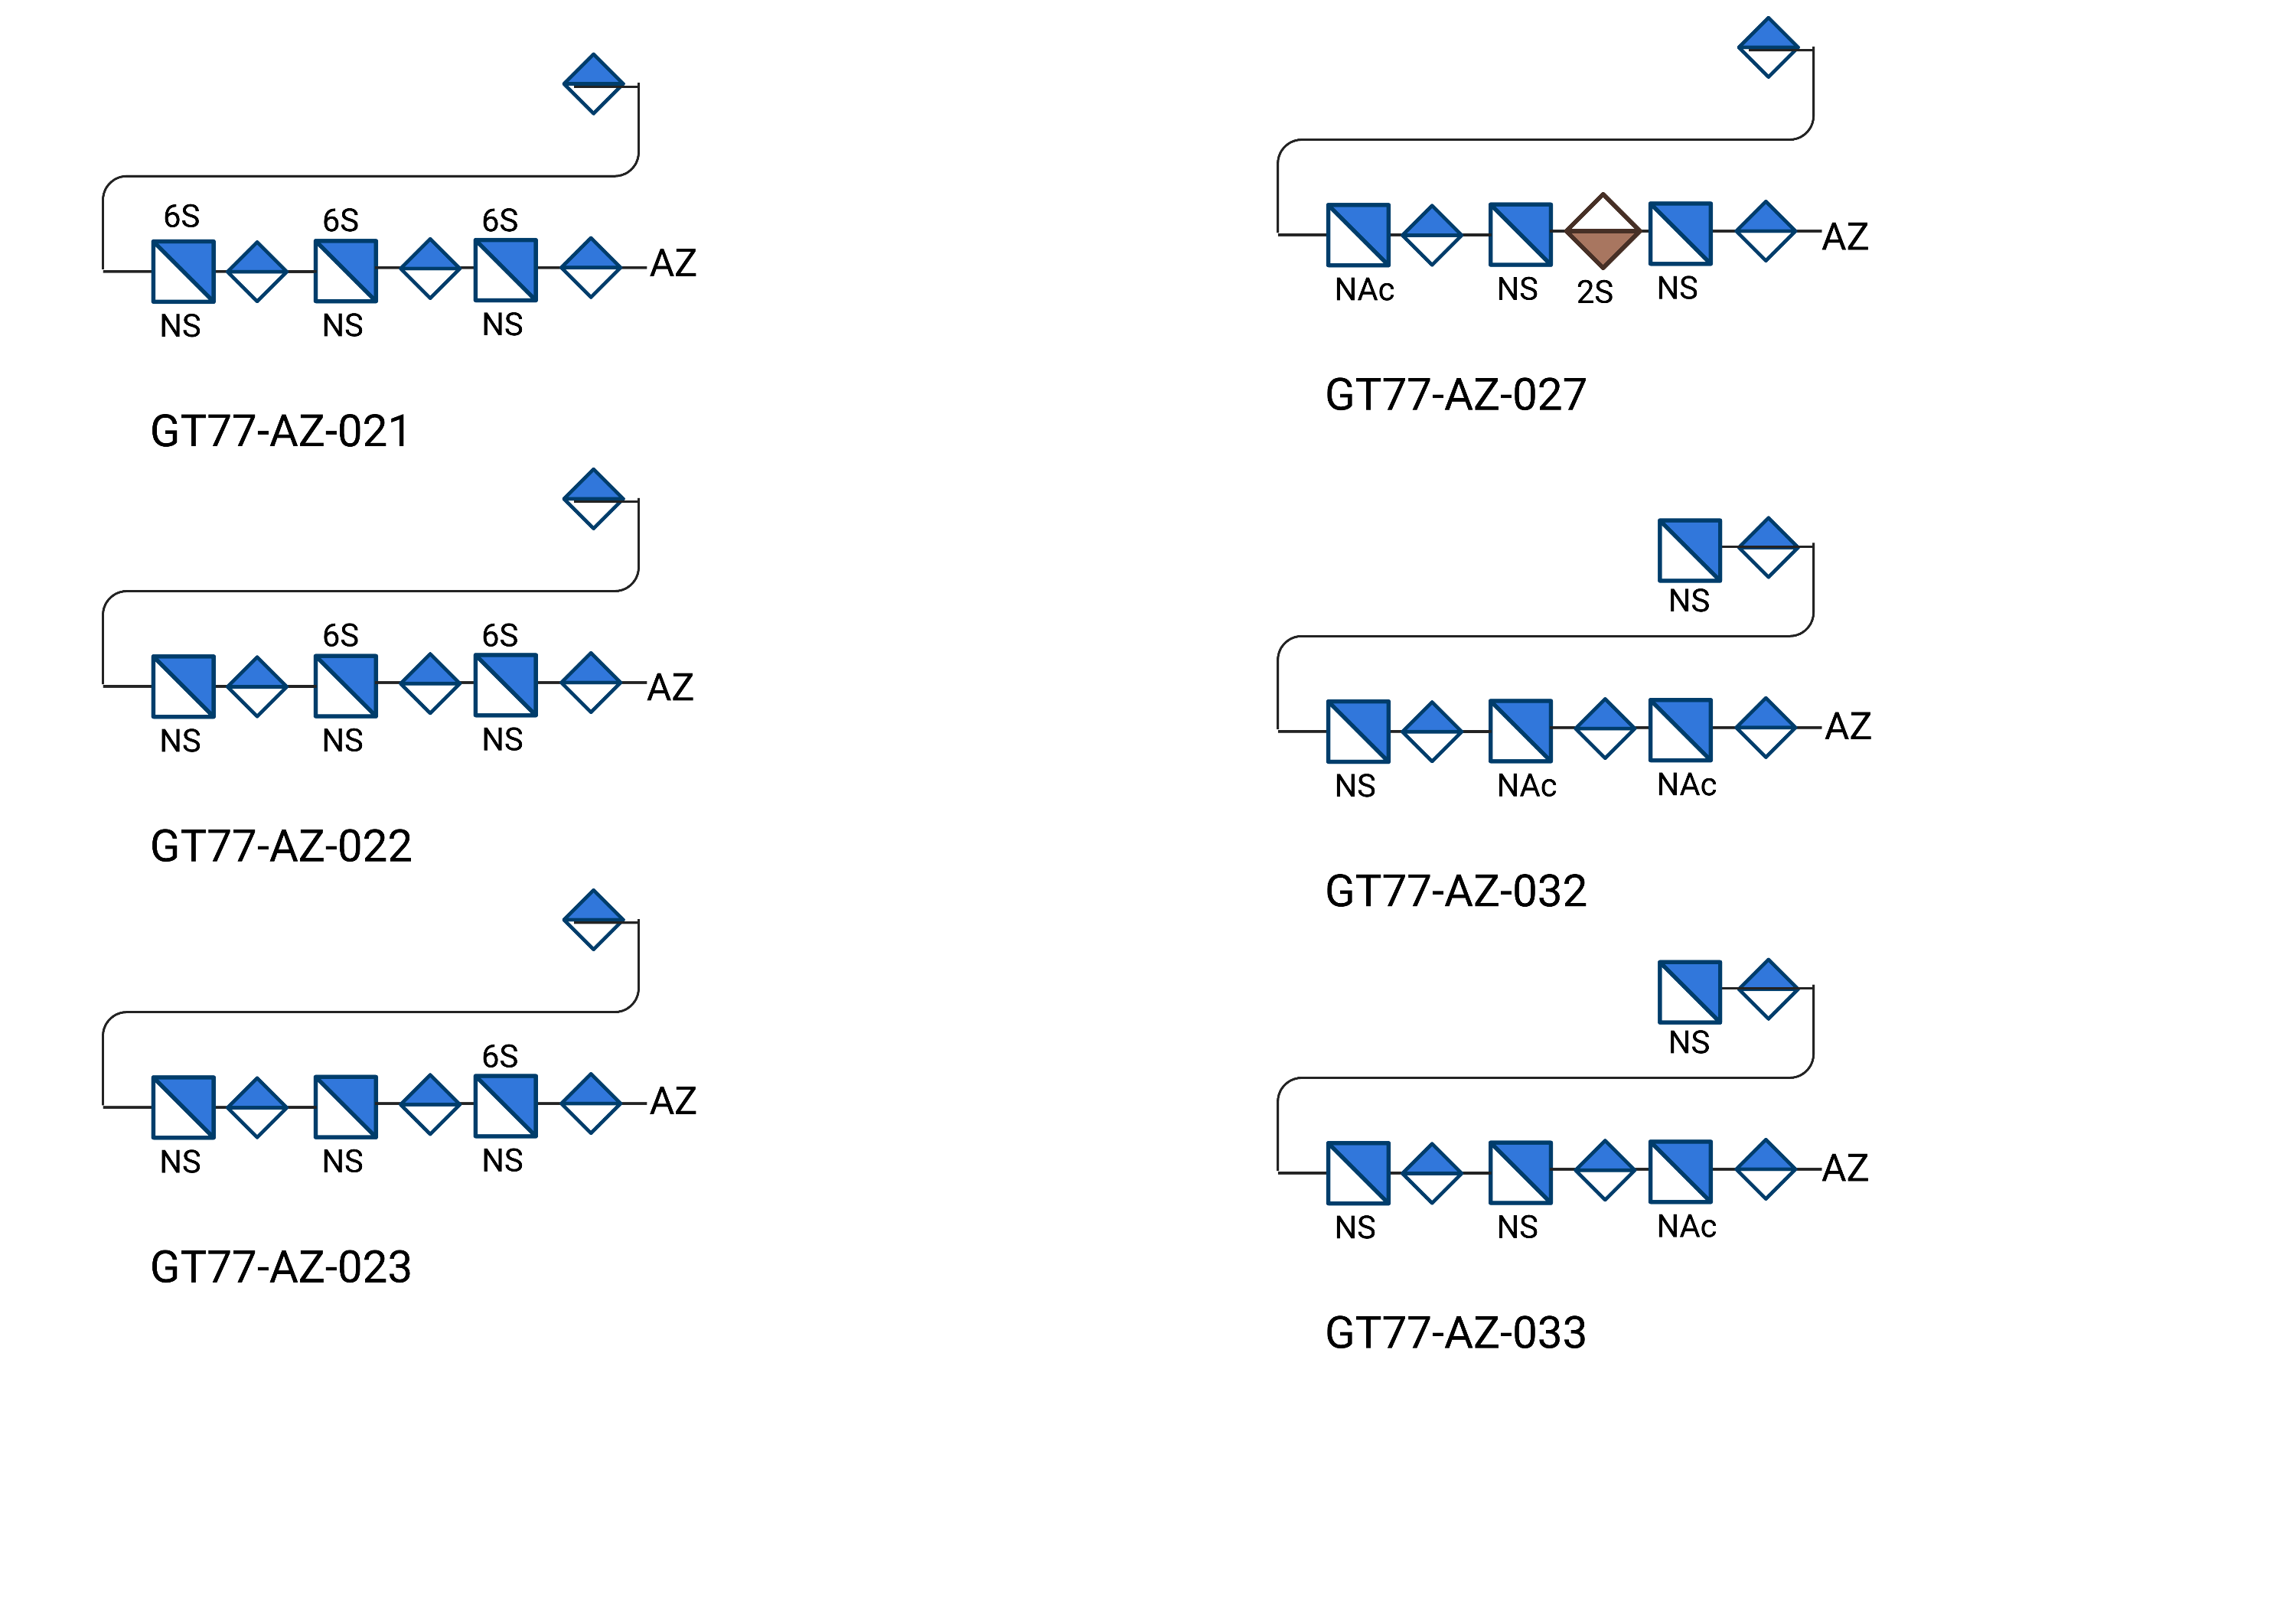 6S 6S 6S
AZ
NS NS NS
GT77-AZ-021
6S 6S
AZ
NS NS NS
GT77-AZ-022
6S
AZ
NS NS NS
GT77-AZ-023
AZ
NAc NS 2S NS
GT77-AZ-027
NS
AZ
NS NAc NAc
GT77-AZ-032
NS
AZ
NS NS NAc
GT77-AZ-033